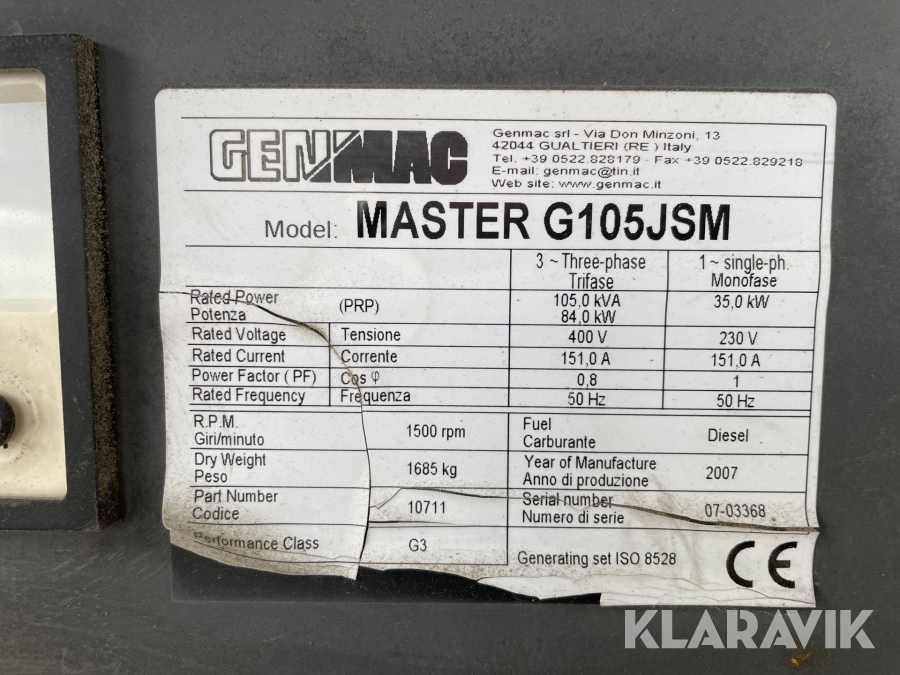 GENMAC
Genmac srl - Via Don Minzoni, 13
42044 GUALTIERI (RE ) Italy
Tel. +39 0522.828179 - Fax +39 0522.829218
E-mail: genmac@tin.it
Web site: www.genmac.it
Model: MASTER G105JSM
3 ~ Three-phase 1 ~ single-ph.
Trifase Monofase
Rated Power (PRP) 105,0 kVA 35,0 kW
Potenza 84,0 kW
Rated Voltage Tensione 400 V 230 V
Rated Current Corrente 151,0 A 151,0 A
Power Factor ( PF) Cos φ 0,8 1
Rated Frequency Frequenza 50 Hz 50 Hz
R.P.M. 1500 rpm Fuel Diesel
Giri/minuto Carburante
Dry Weight 1685 kg Year of Manufacture 2007
Peso Anno di produzione
Part Number 10711 Serial number 07-03368
Codice Numero di serie
Performance Class G3 Generating set ISO 8528 CE
KLARAVIK